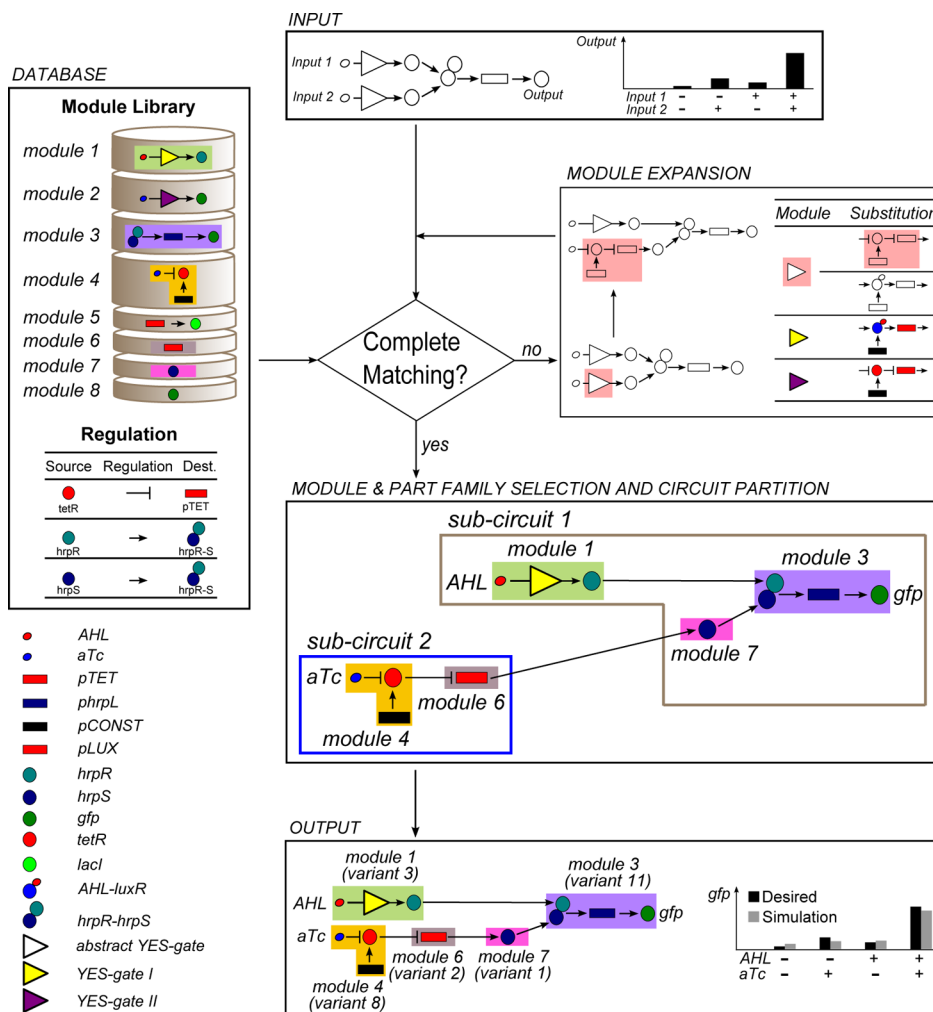 INPUT
Input 1
Input 2
Output
Output
Input 1 - - + +
Input 2 - + - +
DATABASE
Module Library
module 1
module 2
module 3
module 4
module 5
module 6
module 7
module 8
Regulation
Source Regulation Dest.
tetR pTET
hrpR hrpR-S
hrpS hrpR-S
MODULE EXPANSION
Module Substitution
Complete
Matching?
no
yes
MODULE & PART FAMILY SELECTION AND CIRCUIT PARTITION
sub-circuit 1
module 1
AHL
module 3
gfp
module 7
sub-circuit 2
aTc
module 6
module 4
AHL
aTc
pTET
phrpL
pCONST
pLUX
hrpR
hrpS
gfp
tetR
lacI
AHL-luxR
hrpR-hrpS
abstract YES-gate
YES-gate I
YES-gate II
OUTPUT
module 1
(variant 3)
module 3
(variant 11)
AHL
gfp
aTc
module 6
(variant 2)
module 7
(variant 1)
module 4
(variant 8)
gfp
Desired
Simulation
AHL - - + +
aTc - + - +